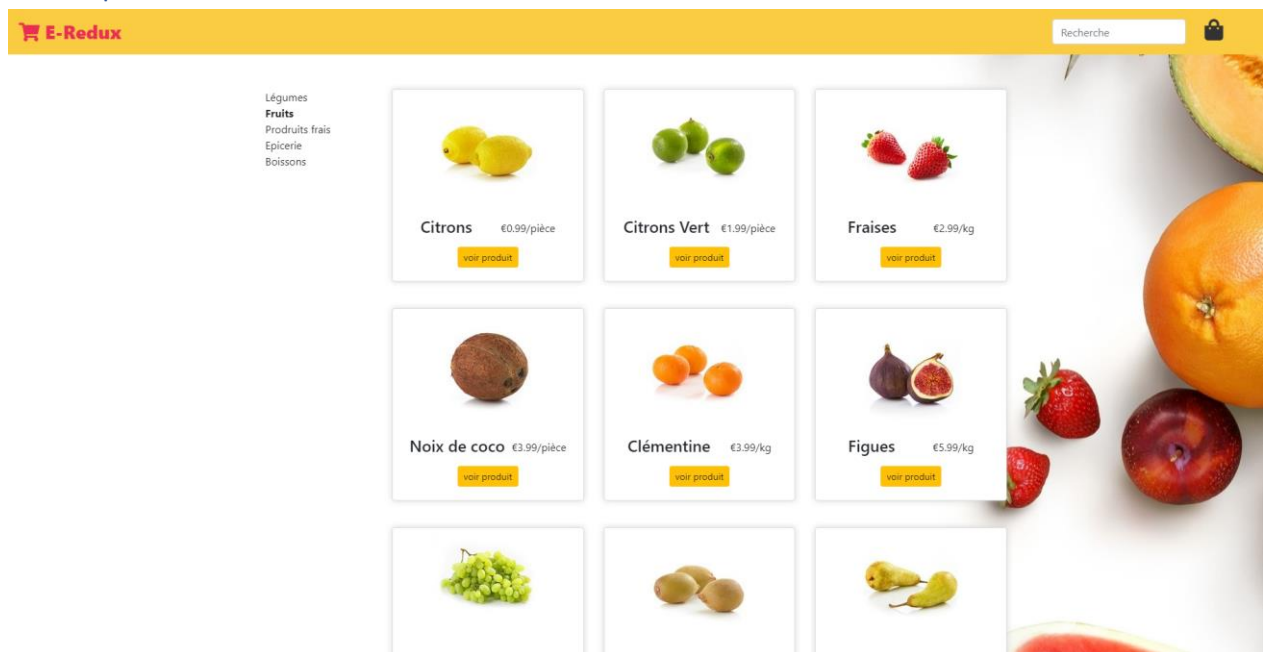 E-Redux
Recherche
Légumes
Fruits
Prodruits frais
Epicerie
Boissons
Citrons €0.99/pièce
voir produit
Citrons Vert €1.99/pièce
voir produit
Fraises €2.99/kg
voir produit
Noix de coco €3.99/pièce
voir produit
Clémentine €3.99/kg
voir produit
Figues €5.99/kg
voir produit